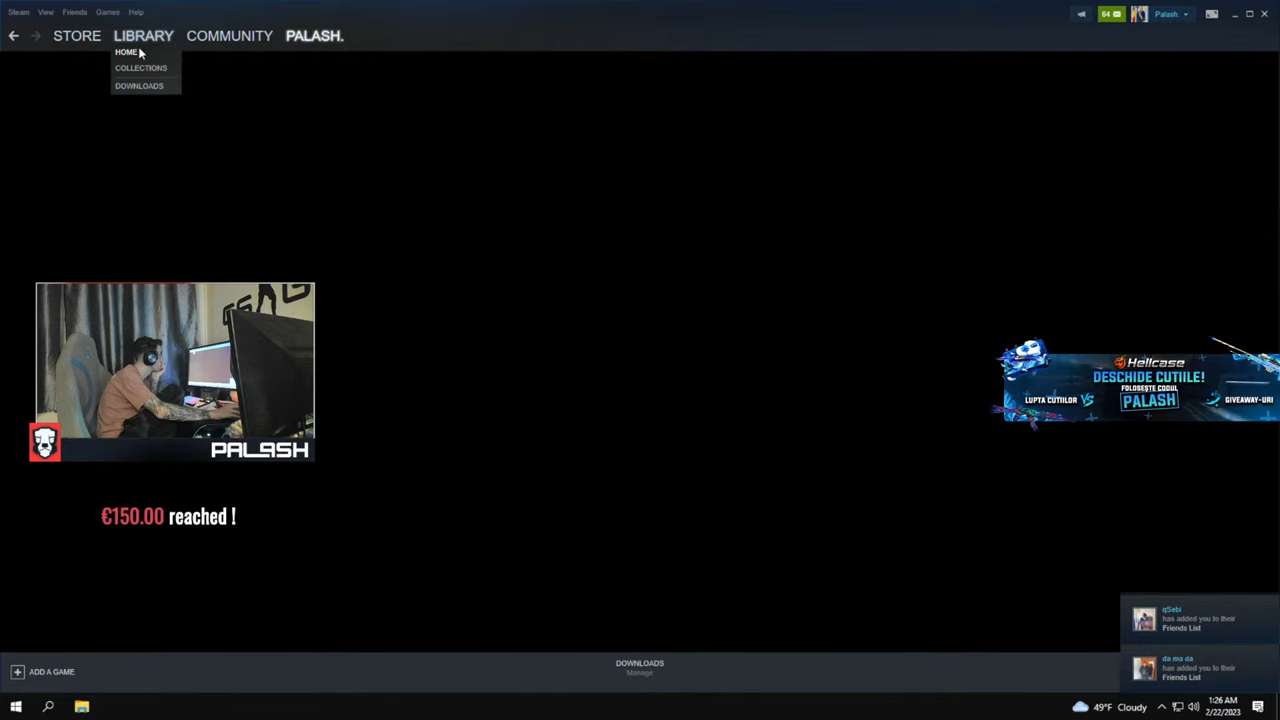 Steam View Friends Games Help
64 Palash.
STORE LIBRARY COMMUNITY PALASH.
HOME
COLLECTIONS
DOWNLOADS
Hellcase
DESCHIDE CUTIILE!
FOLOSEȘTE CODUL
LUPTA CUTIILOR VS PALASH GIVEAWAY-URI
PALASH
€150.00 reached !
qSebi
has added you to their
Friends List
da ma da
has added you to their
Friends List
ADD A GAME
DOWNLOADS
Manage
49°F Cloudy
1:26 AM
2/22/2023